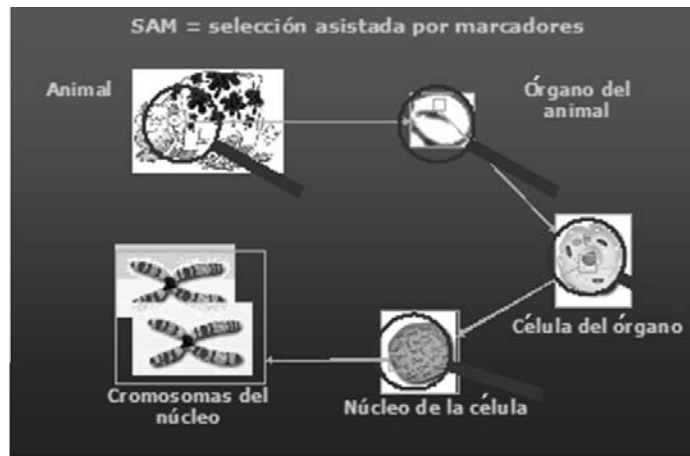 SAM = selección asistada por marcadores
Animal
Órgano del
animal
Célula del órgano
Núcleo de la célula
Cromosomas del
núcleo